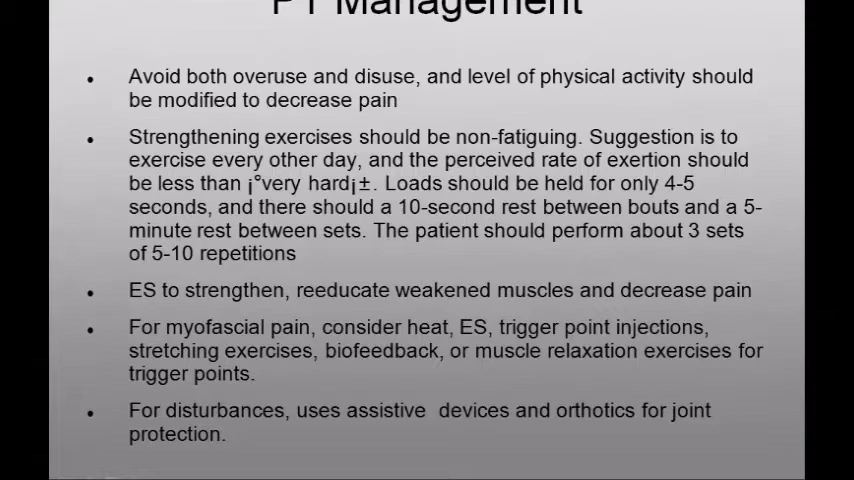 PT Management
• Avoid both overuse and disuse, and level of physical activity should
be modified to decrease pain
• Strengthening exercises should be non-fatiguing. Suggestion is to
exercise every other day, and the perceived rate of exertion should
be less than ¡°very hard¡±. Loads should be held for only 4-5
seconds, and there should a 10-second rest between bouts and a 5-
minute rest between sets. The patient should perform about 3 sets
of 5-10 repetitions
• ES to strengthen, reeducate weakened muscles and decrease pain
• For myofascial pain, consider heat, ES, trigger point injections,
stretching exercises, biofeedback, or muscle relaxation exercises for
trigger points.
• For disturbances, uses assistive  devices and orthotics for joint
protection.